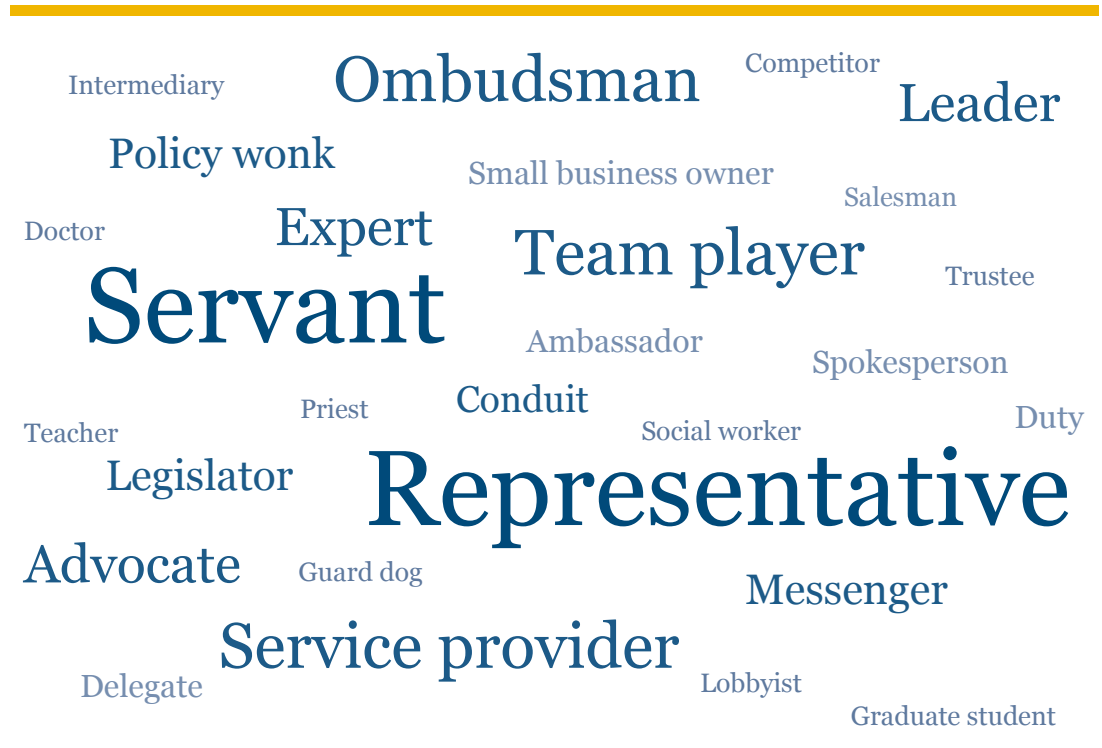 Intermediary
Ombudsman
Competitor
Leader
Policy wonk
Small business owner
Salesman
Doctor
Expert
Team player
Trustee
Servant
Ambassador
Spokesperson
Priest
Conduit
Duty
Teacher
Social worker
Legislator
Representative
Advocate
Guard dog
Messenger
Service provider
Delegate
Lobbyist
Graduate student